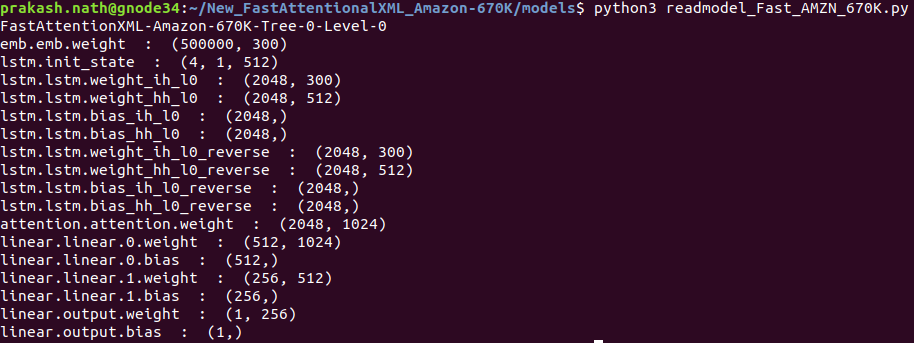 prakash.nath@gnode34:~/New_FastAttentionalXML_Amazon-670K/models$ python3 readmodel_Fast_AMZN_670K.py
FastAttentionXML-Amazon-670K-Tree-0-Level-0
emb.emb.weight  :  (500000, 300)
lstm.init_state  :  (4, 1, 512)
lstm.lstm.weight_ih_l0  :  (2048, 300)
lstm.lstm.weight_hh_l0  :  (2048, 512)
lstm.lstm.bias_ih_l0  :  (2048,)
lstm.lstm.bias_hh_l0  :  (2048,)
lstm.lstm.weight_ih_l0_reverse  :  (2048, 300)
lstm.lstm.weight_hh_l0_reverse  :  (2048, 512)
lstm.lstm.bias_ih_l0_reverse  :  (2048,)
lstm.lstm.bias_hh_l0_reverse  :  (2048,)
attention.attention.weight  :  (2048, 1024)
linear.linear.0.weight  :  (512, 1024)
linear.linear.0.bias  :  (512,)
linear.linear.1.weight  :  (256, 512)
linear.linear.1.bias  :  (256,)
linear.output.weight  :  (1, 256)
linear.output.bias  :  (1,)